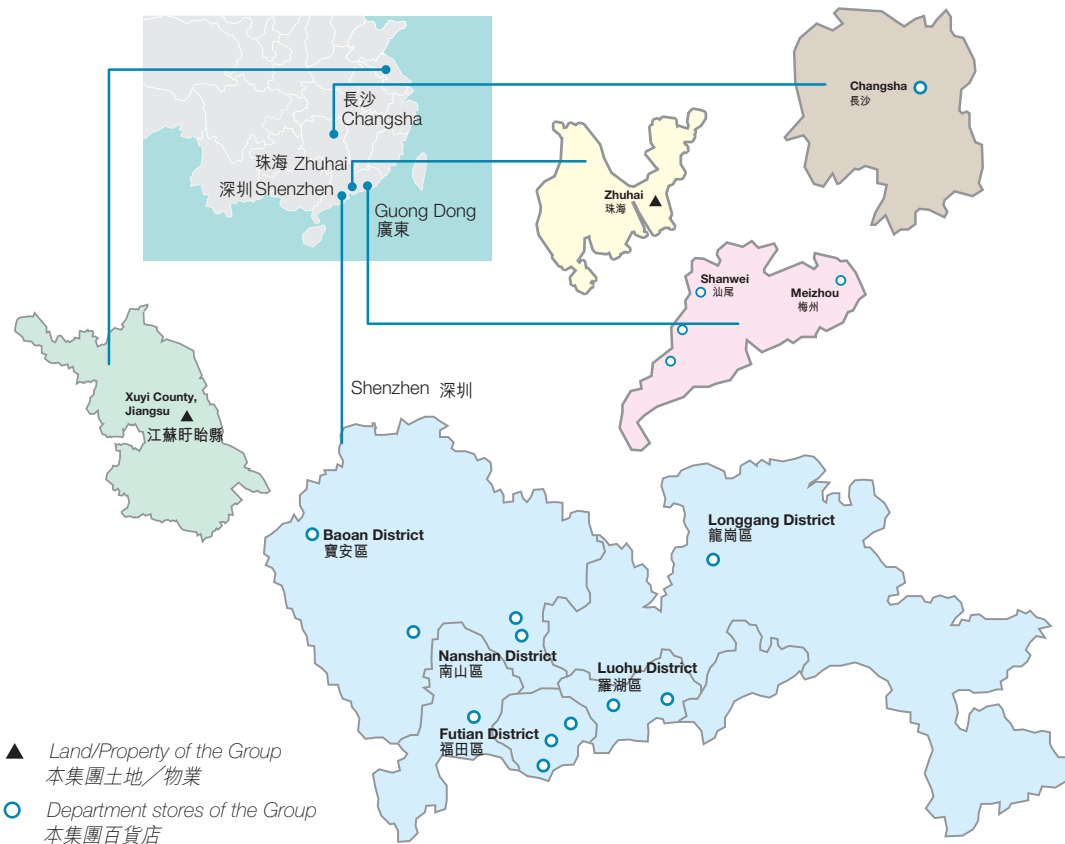 長沙
Changsha
珠海 Zhuhai
深圳 Shenzhen
Guong Dong
廣東
Changsha
長沙
Zhuhai
珠海
Shanwei
汕尾
Meizhou
梅州
Xuyi County,
Jiangsu
江蘇盱眙縣
Shenzhen 深圳
Baoan District
寶安區
Longgang District
龍崗區
Nanshan District
南山區
Luohu District
羅湖區
Futian District
福田區
Land/Property of the Group
本集團土地／物業
Department stores of the Group
本集團百貨店